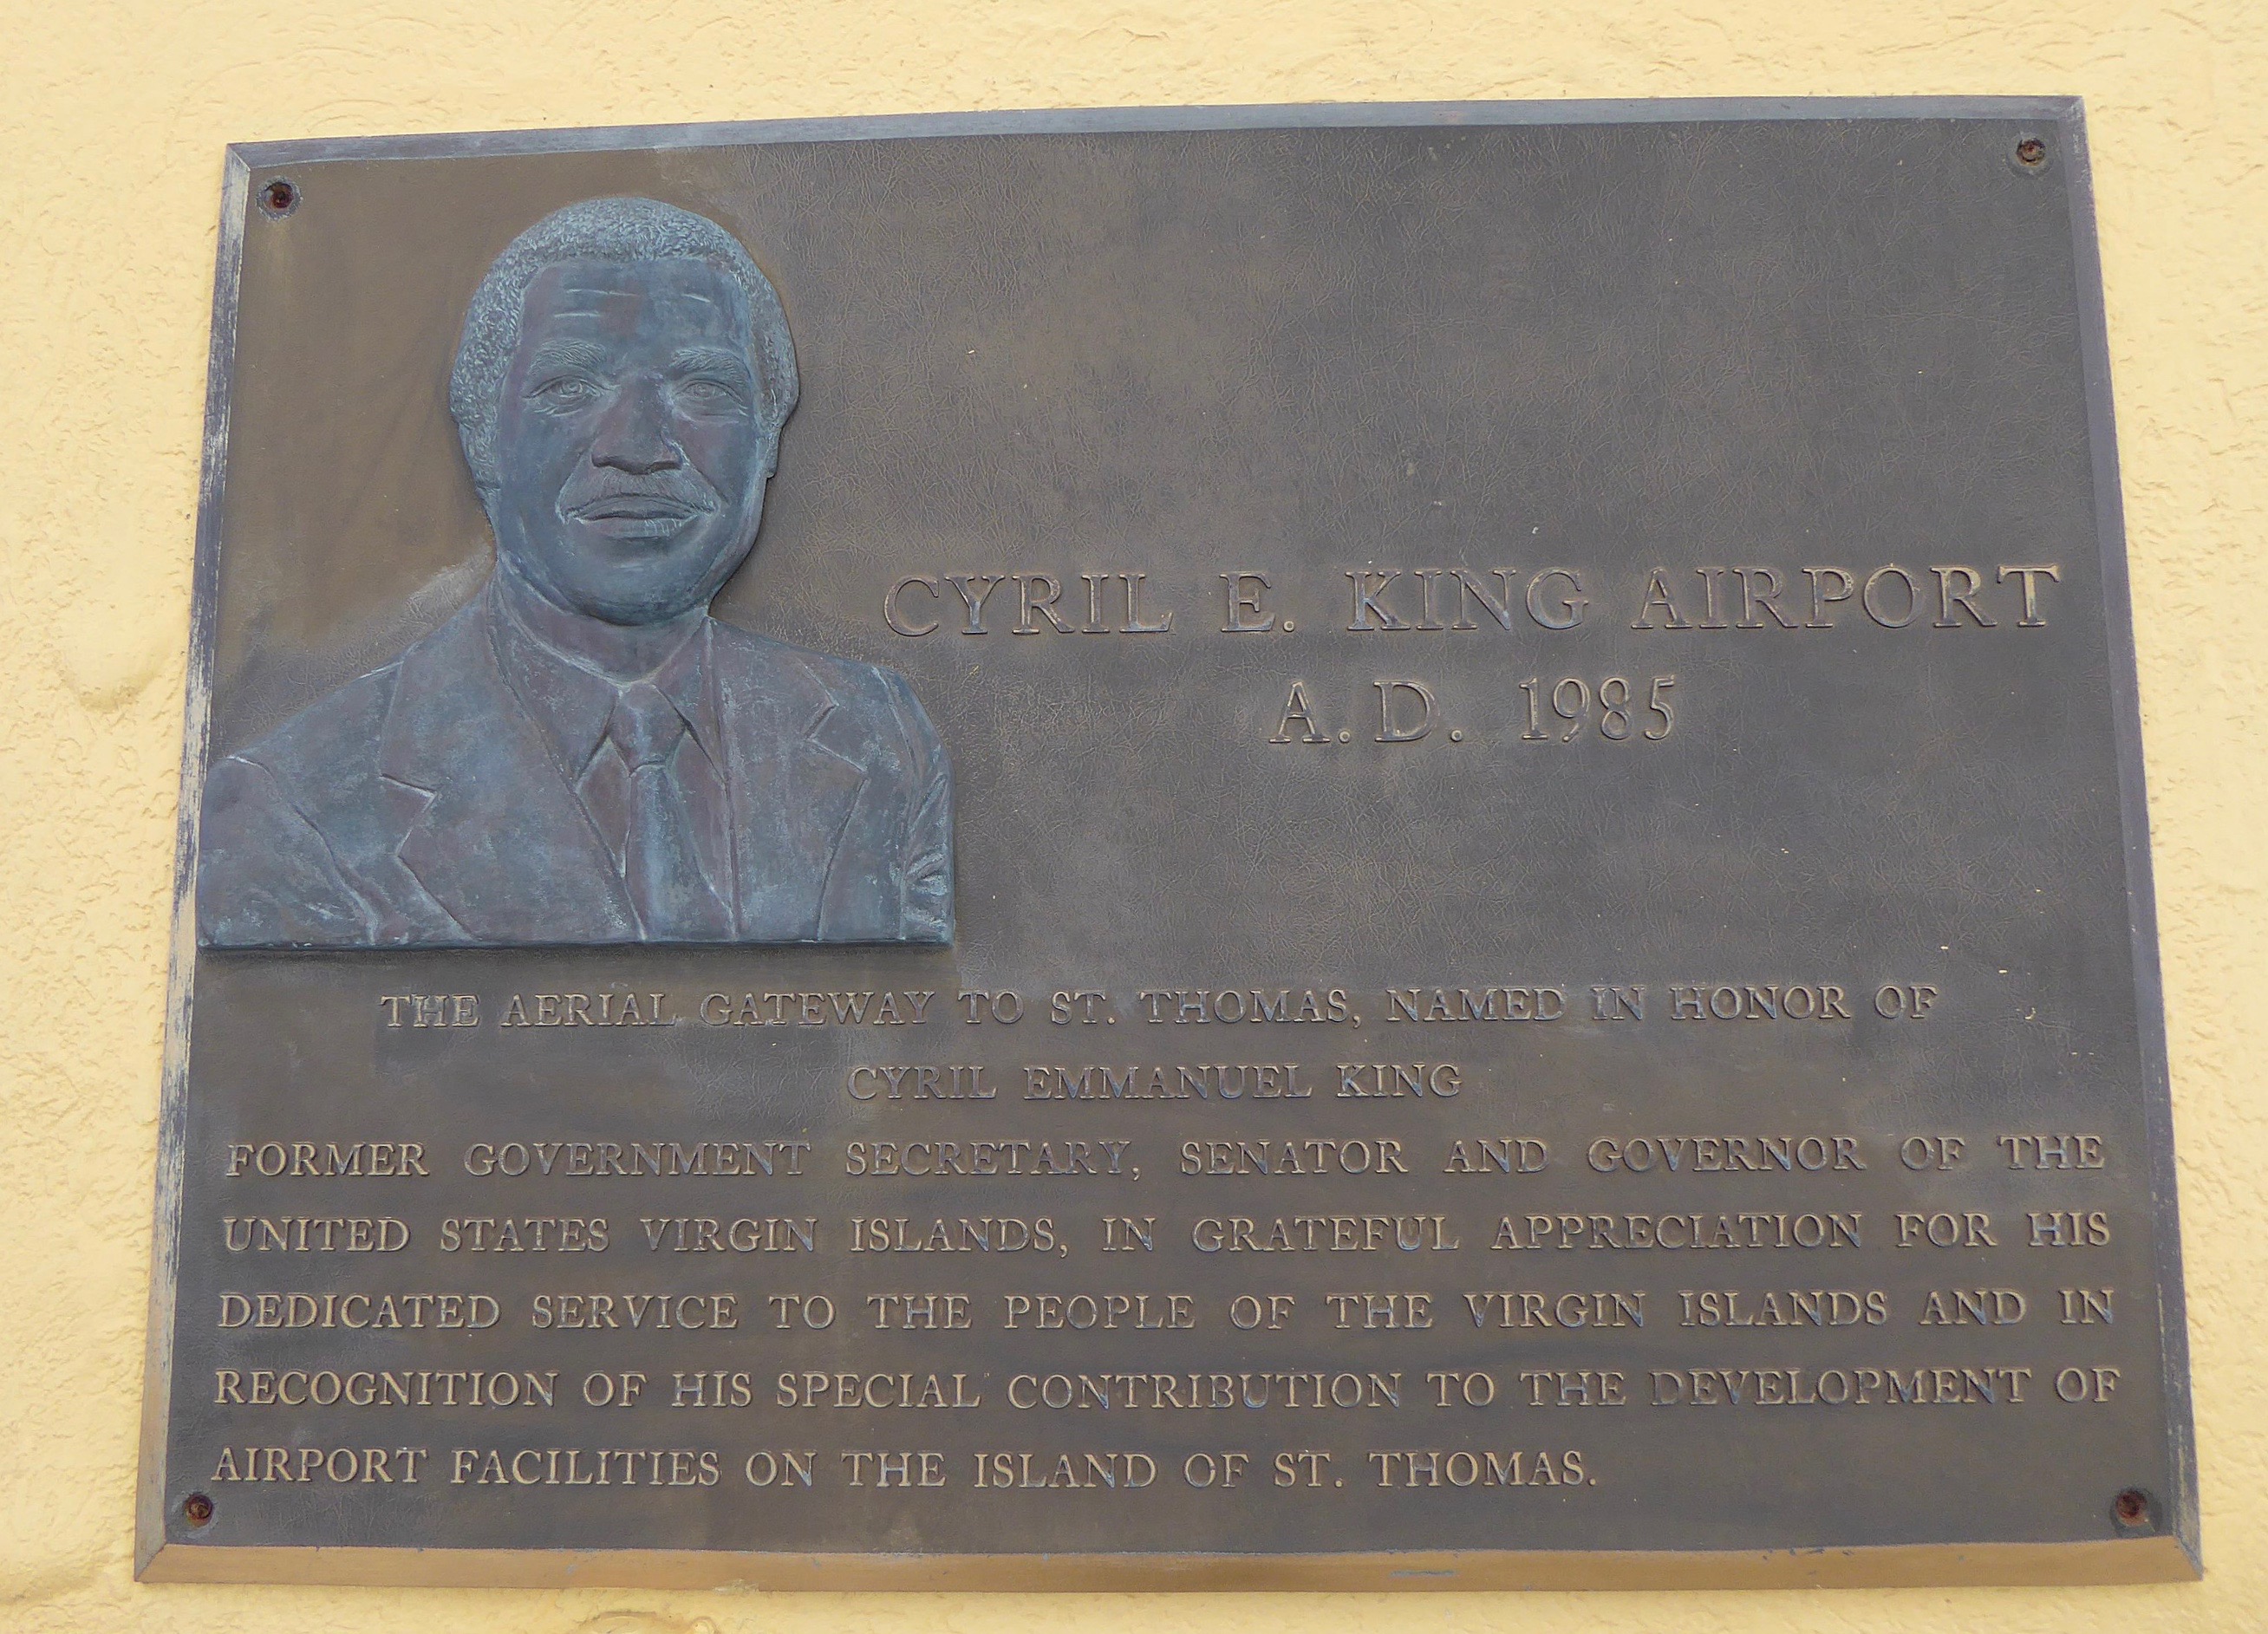 CYRIL E. KING AIRPORT
A.D. 1985
THE AERIAL GATEWAY TO ST. THOMAS, NAMED IN HONOR OF
CYRIL EMMANUEL KING
FORMER GOVERNMENT SECRETARY, SENATOR AND GOVERNOR OF THE
UNITED STATES VIRGIN ISLANDS, IN GRATEFUL APPRECIATION FOR HIS
DEDICATED SERVICE TO THE PEOPLE OF THE VIRGIN ISLANDS AND IN
RECOGNITION OF HIS SPECIAL CONTRIBUTION TO THE DEVELOPMENT OF
AIRPORT FACILITIES ON THE ISLAND OF ST. THOMAS.